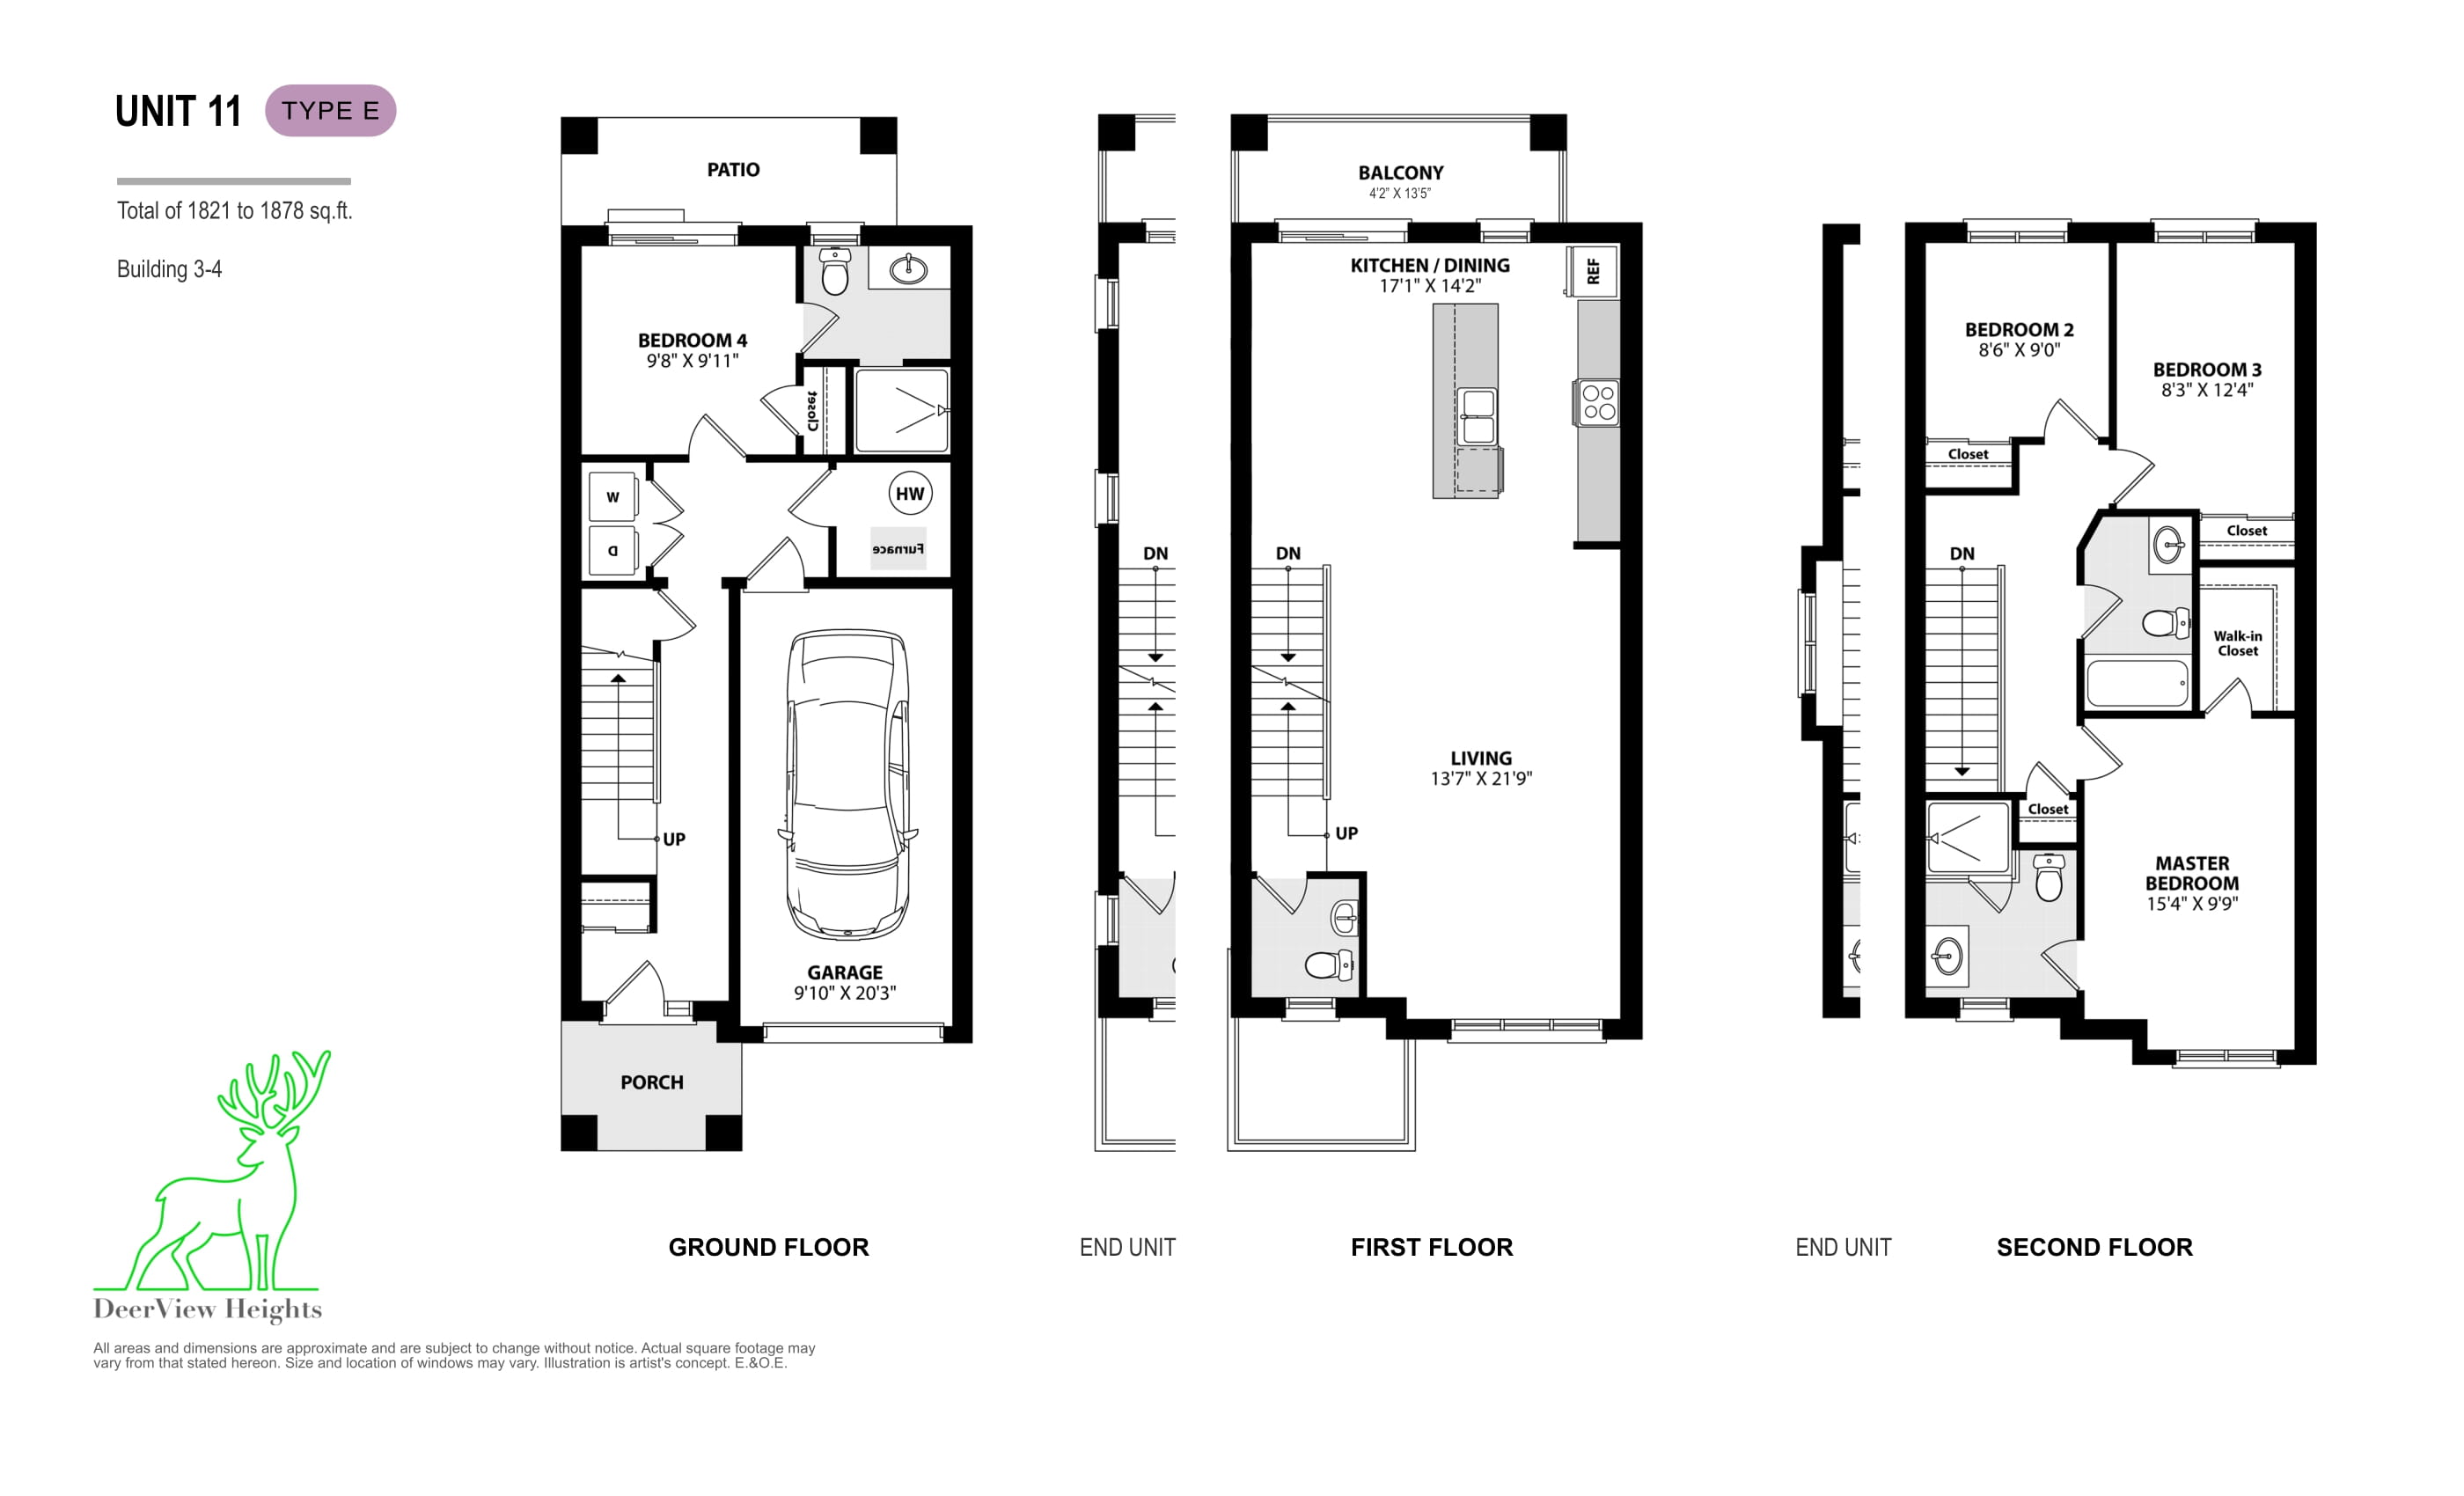 UNIT 11
TYPE E
Total of 1821 to 1878 sq.ft.
Building 3-4
PATIO
BEDROOM 4
9'8" X 9'11"
Closet
W
D
HW
Furnace
UP
GARAGE
9'10" X 20'3"
PORCH
GROUND FLOOR
DN
END UNIT
BALCONY
4'2" X 13'5"
KITCHEN / DINING
17'1" X 14'2"
REF
DN
LIVING
13'7" X 21'9"
UP
FIRST FLOOR
END UNIT
BEDROOM 2
8'6" X 9'0"
BEDROOM 3
8'3" X 12'4"
Closet
Closet
DN
Walk-in
Closet
Closet
MASTER
BEDROOM
15'4" X 9'9"
SECOND FLOOR
DeerView Heights
All areas and dimensions are approximate and are subject to change without notice. Actual square footage may
vary from that stated hereon. Size and location of windows may vary. Illustration is artist's concept. E.&O.E.